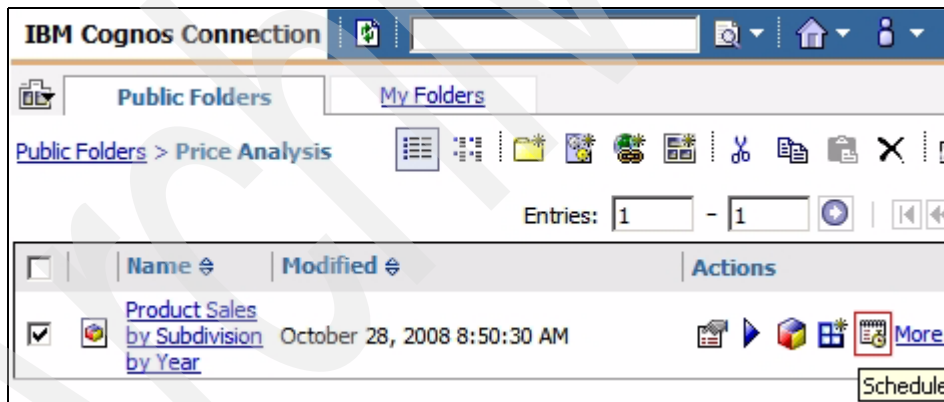 IBM Cognos Connection
Public Folders My Folders
Public Folders > Price Analysis
Entries: 1 - 1
Name Modified Actions
Product Sales
by Subdivision October 28, 2008 8:50:30 AM More
by Year
Schedule